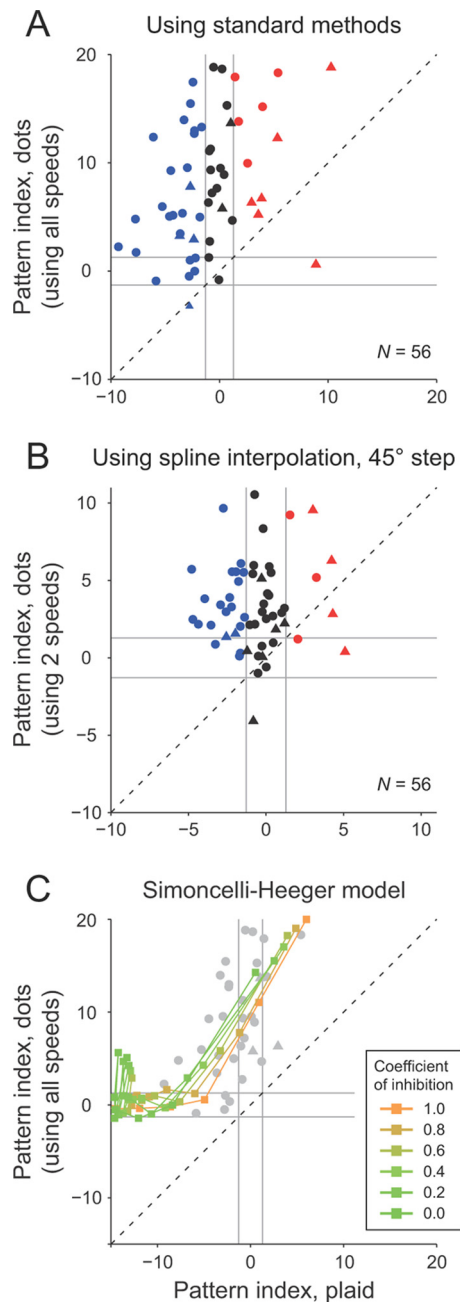 A
Using standard methods
Pattern index, dots
(using all speeds)
20
10
0
−10
−10
0
10
20
N = 56
B
Using spline interpolation, 45° step
Pattern index, dots
(using 2 speeds)
10
5
0
−5
−10
−10
−5
0
5
10
N = 56
C
Simoncelli-Heeger model
Pattern index, dots
(using all speeds)
20
10
0
−10
−10
0
10
20
Coefficient
of inhibition
1.0
0.8
0.6
0.4
0.2
0.0
Pattern index, plaid